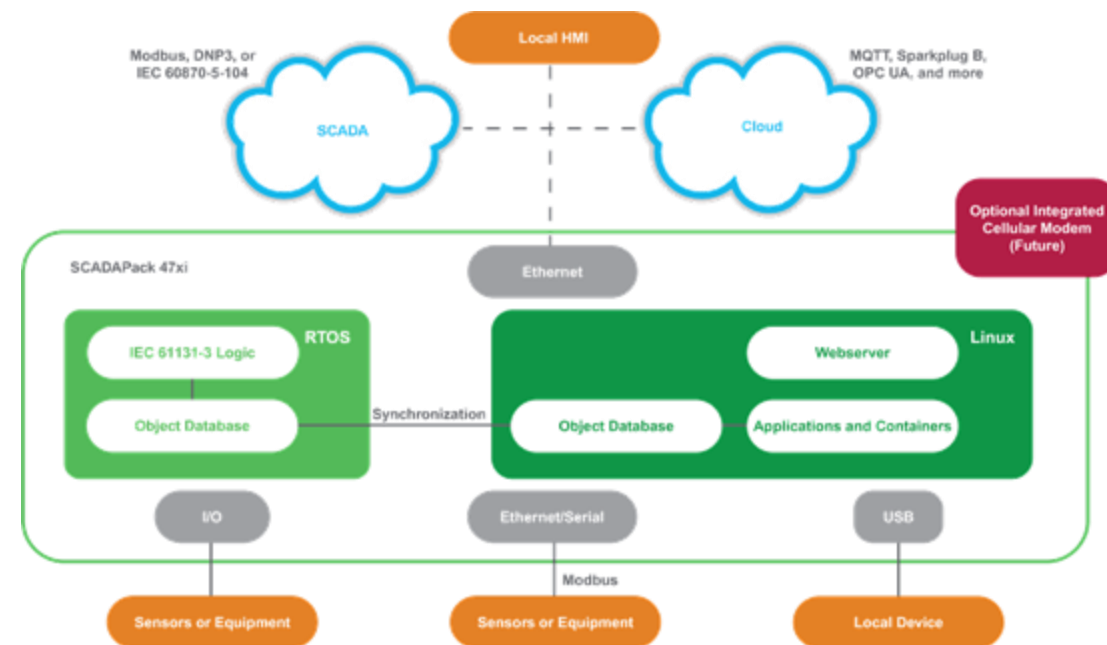 Local HMI
Modbus, DNP3, or
IEC 60870-5-104
MQTT, Sparkplug B,
OPC UA, and more
SCADA
Cloud
Optional Integrated
Cellular Modem
(Future)
SCADAPack 47xi
Ethernet
RTOS
Linux
IEC 61131-3 Logic
Webserver
Object Database
Synchronization
Object Database
Applications and Containers
I/O
Ethernet/Serial
USB
Modbus
Sensors or Equipment
Sensors or Equipment
Local Device